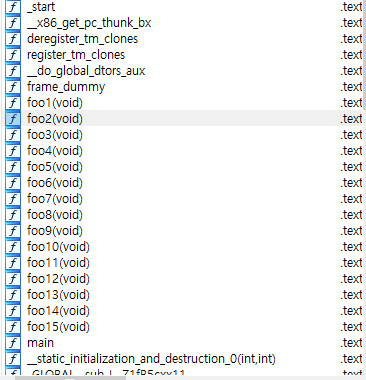 f _start .text
f __x86_get_pc_thunk_bx .text
f deregister_tm_clones .text
f register_tm_clones .text
f __do_global_dtors_aux .text
f frame_dummy .text
f foo1(void) .text
f foo2(void) .text
f foo3(void) .text
f foo4(void) .text
f foo5(void) .text
f foo6(void) .text
f foo7(void) .text
f foo8(void) .text
f foo9(void) .text
f foo10(void) .text
f foo11(void) .text
f foo12(void) .text
f foo13(void) .text
f foo14(void) .text
f foo15(void) .text
f main .text
f __static_initialization_and_destruction_0(int,int) .text